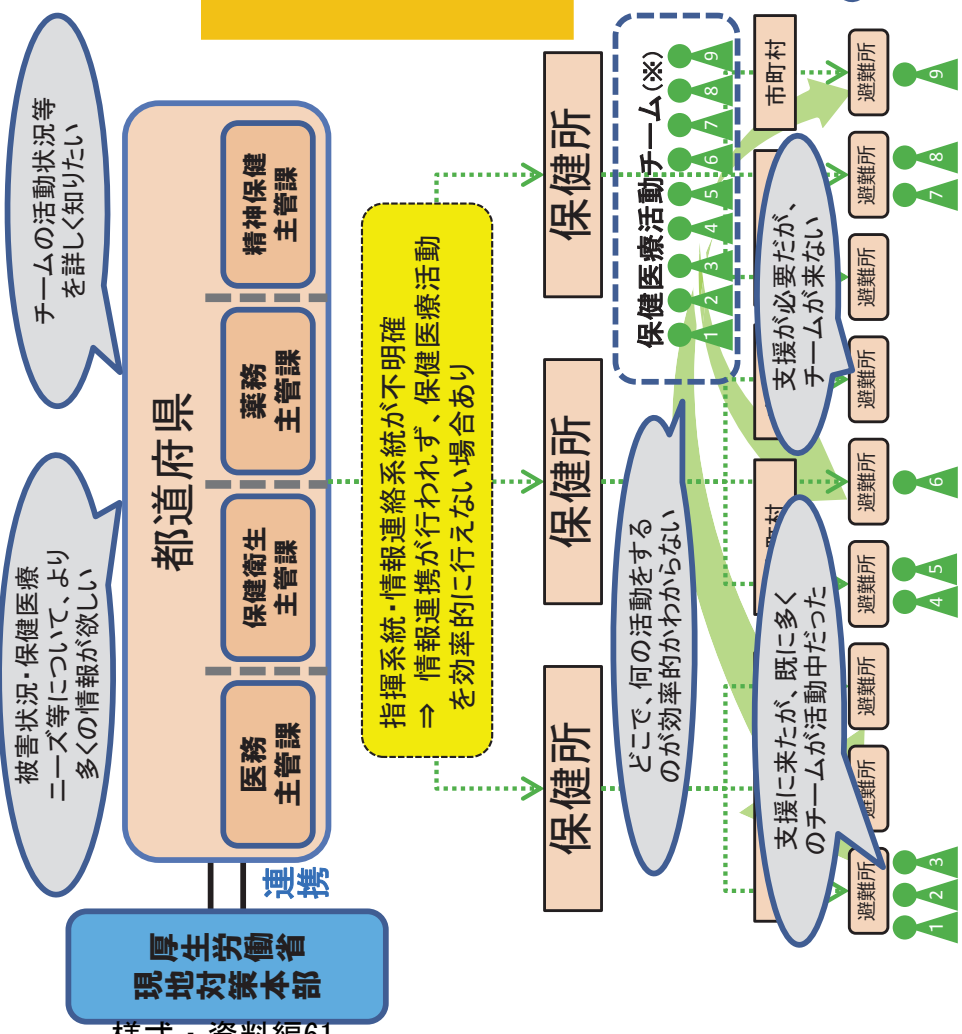 被害状況・保健医療
ニーズ等について、より
多くの情報が欲しい
チームの活動状況等
を詳しく知りたい
都道府県
医務
主管課
保健衛生
主管課
薬務
主管課
精神保健
主管課
厚生労働省
現地対策本部
連携
指揮系統・情報連絡系統が不明確
⇒ 情報連携が行われず、保健医療活動
を効率的に行えない場合あり
保健所
保健所
保健所
どこで、何の活動をする
のが効率的かわからない
保健医療活動チーム(※)
1 2 3 4 5 6 7 8 9
市町村
町村
支援に来たが、既に多く
のチームが活動中だった
支援が必要だが、
チームが来ない
避難所
避難所
避難所
避難所
避難所
避難所
避難所
避難所
避難所
1 2 3
4 5
6
7 8
9
様式・資料編61